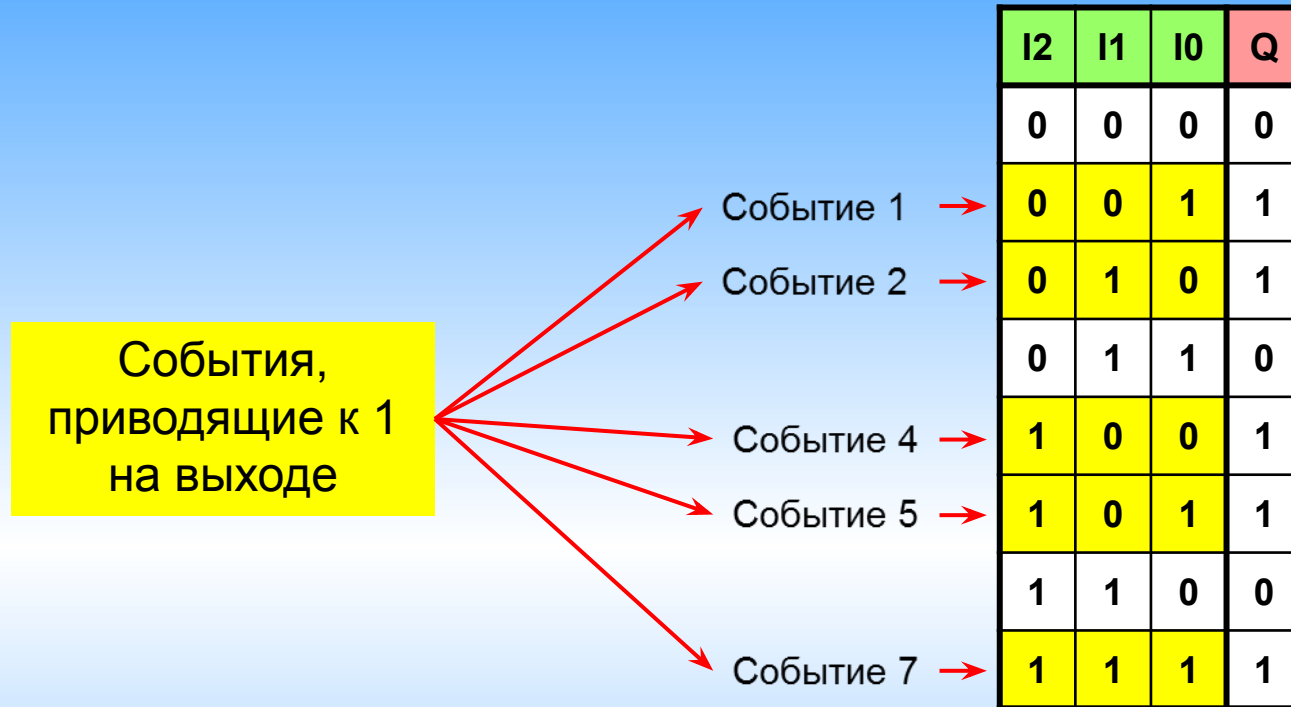 I2 I1 I0 Q
0 0 0 0
Событие 1 0 0 1 1
Событие 2 0 1 0 1
0 1 1 0
События,
приводящие к 1
на выходе
Событие 4 1 0 0 1
Событие 5 1 0 1 1
1 1 0 0
Событие 7 1 1 1 1